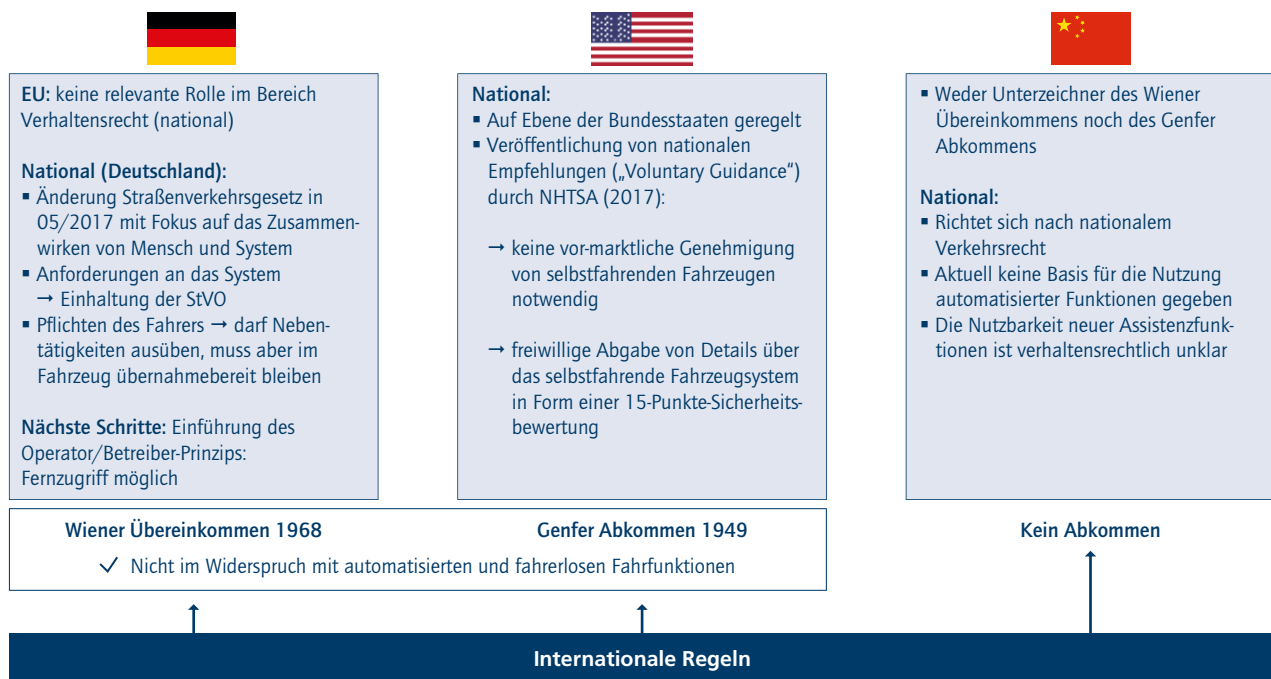 EU: keine relevante Rolle im Bereich
Verhaltensrecht (national)
National (Deutschland):
▪ Änderung Straßenverkehrsgesetz in
05/2017 mit Fokus auf das Zusammen-
wirken von Mensch und System
▪ Anforderungen an das System
→ Einhaltung der StVO
▪ Pflichten des Fahrers → darf Neben-
tätigkeiten ausüben, muss aber im
Fahrzeug übernahmebereit bleiben
Nächste Schritte: Einführung des
Operator/Betreiber-Prinzips:
Fernzugriff möglich
National:
▪ Auf Ebene der Bundesstaaten geregelt
▪ Veröffentlichung von nationalen
Empfehlungen („Voluntary Guidance“)
durch NHTSA (2017):
→ keine vor-marktliche Genehmigung
von selbstfahrenden Fahrzeugen
notwendig
→ freiwillige Abgabe von Details über
das selbstfahrende Fahrzeugsystem
in Form einer 15-Punkte-Sicherheits-
bewertung
▪ Weder Unterzeichner des Wiener
Übereinkommens noch des Genfer
Abkommens
National:
▪ Richtet sich nach nationalem
Verkehrsrecht
▪ Aktuell keine Basis für die Nutzung
automatisierter Funktionen gegeben
▪ Die Nutzbarkeit neuer Assistenzfunk-
tionen ist verhaltensrechtlich unklar
Wiener Übereinkommen 1968
Genfer Abkommen 1949
✓ Nicht im Widerspruch mit automatisierten und fahrerlosen Fahrfunktionen
Kein Abkommen
Internationale Regeln